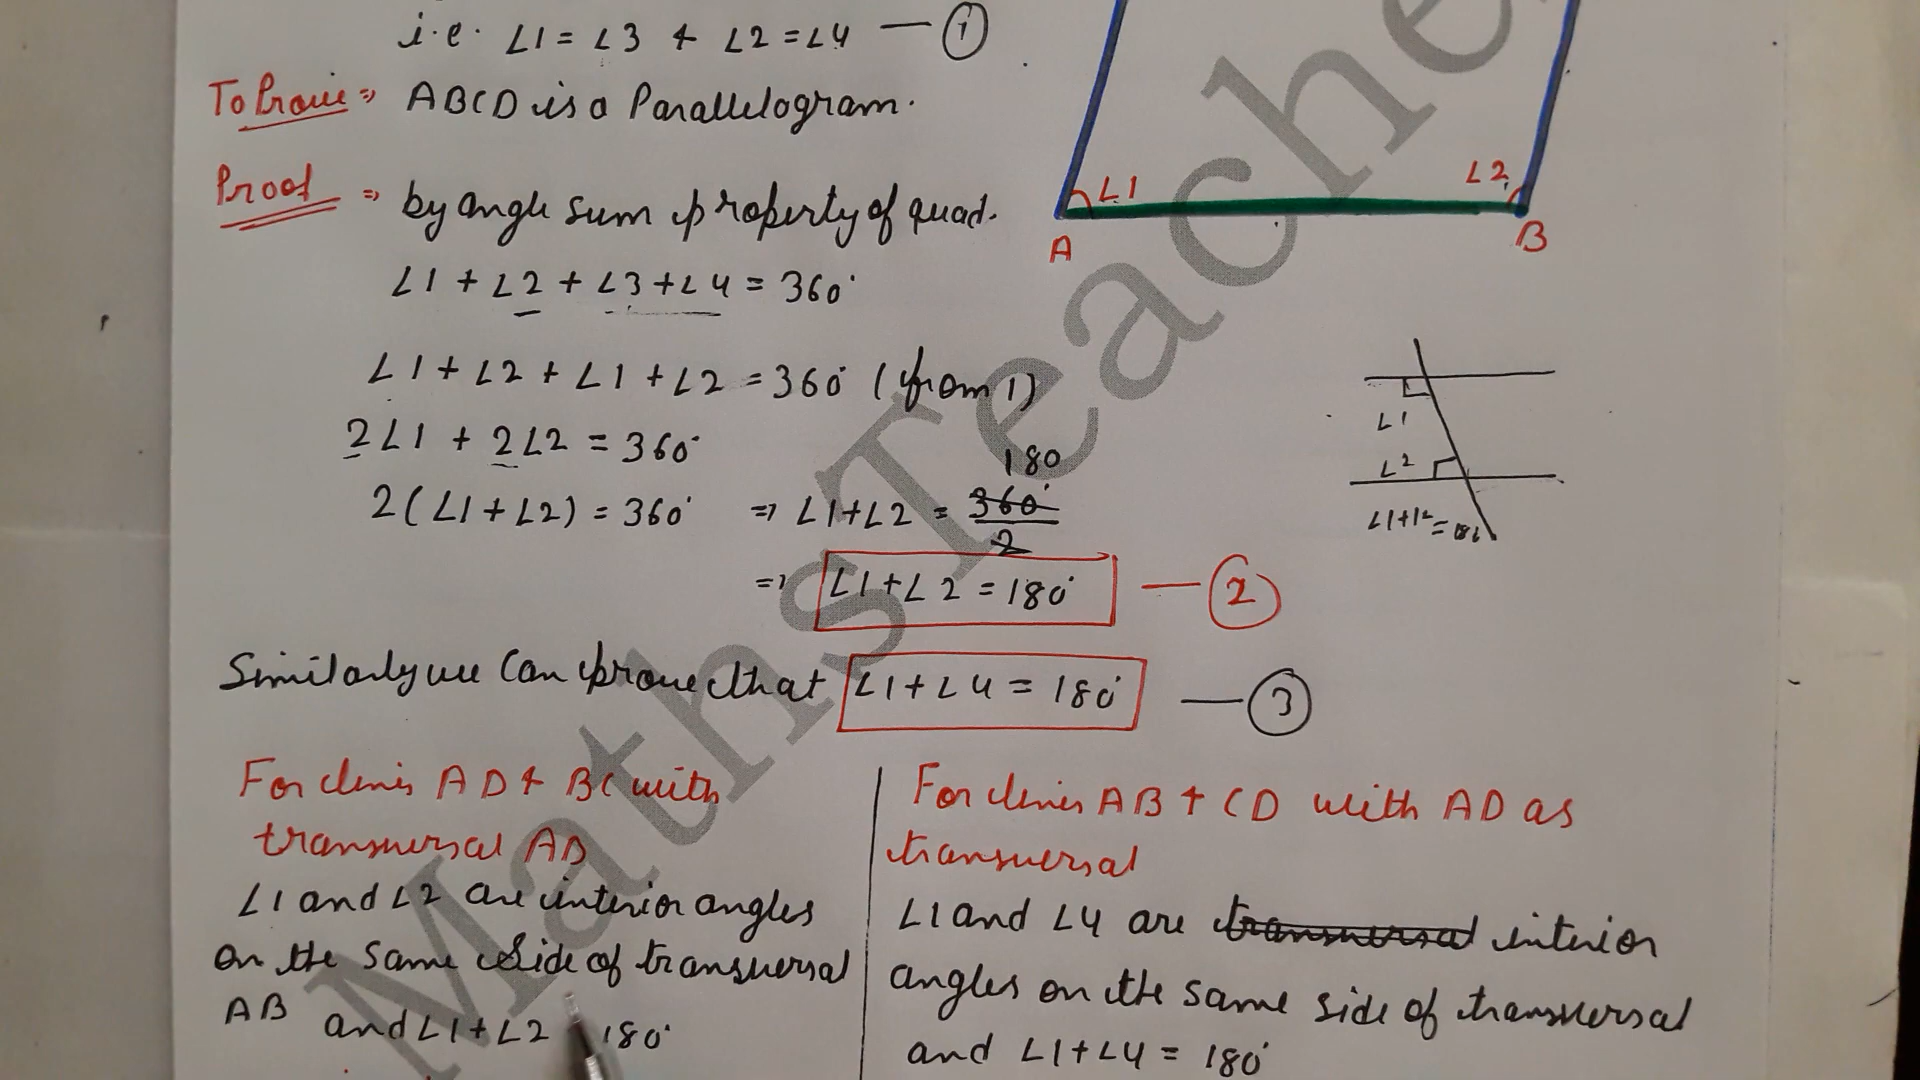 i.e. ∠1 = ∠3 & ∠2 = ∠4 — ①
To Prove ⇒ ABCD is a Parallelogram.
Proof ⇒ by angle sum property of quad.
∠1 + ∠2 + ∠3 + ∠4 = 360°
∠1 + ∠2 + ∠1 + ∠2 = 360° (from 1)
2∠1 + 2∠2 = 360°
2(∠1 + ∠2) = 360° ⇒ ∠1+∠2 = 360°/2 180
⇒ ∠1+∠2 = 180° — ②
Similarly we can prove that ∠1+∠4 = 180° — ③
For lines AD & BC with
transversal AB
∠1 and ∠2 are interior angles
on the same side of transversal
AB and ∠1+∠2 180°
For lines AB & CD with AD as
transversal
∠1 and ∠4 are transversal interior
angles on the same side of transversal
and ∠1+∠4 = 180°
∠1
∠2
A
B
∠1
∠2
Maths Teache